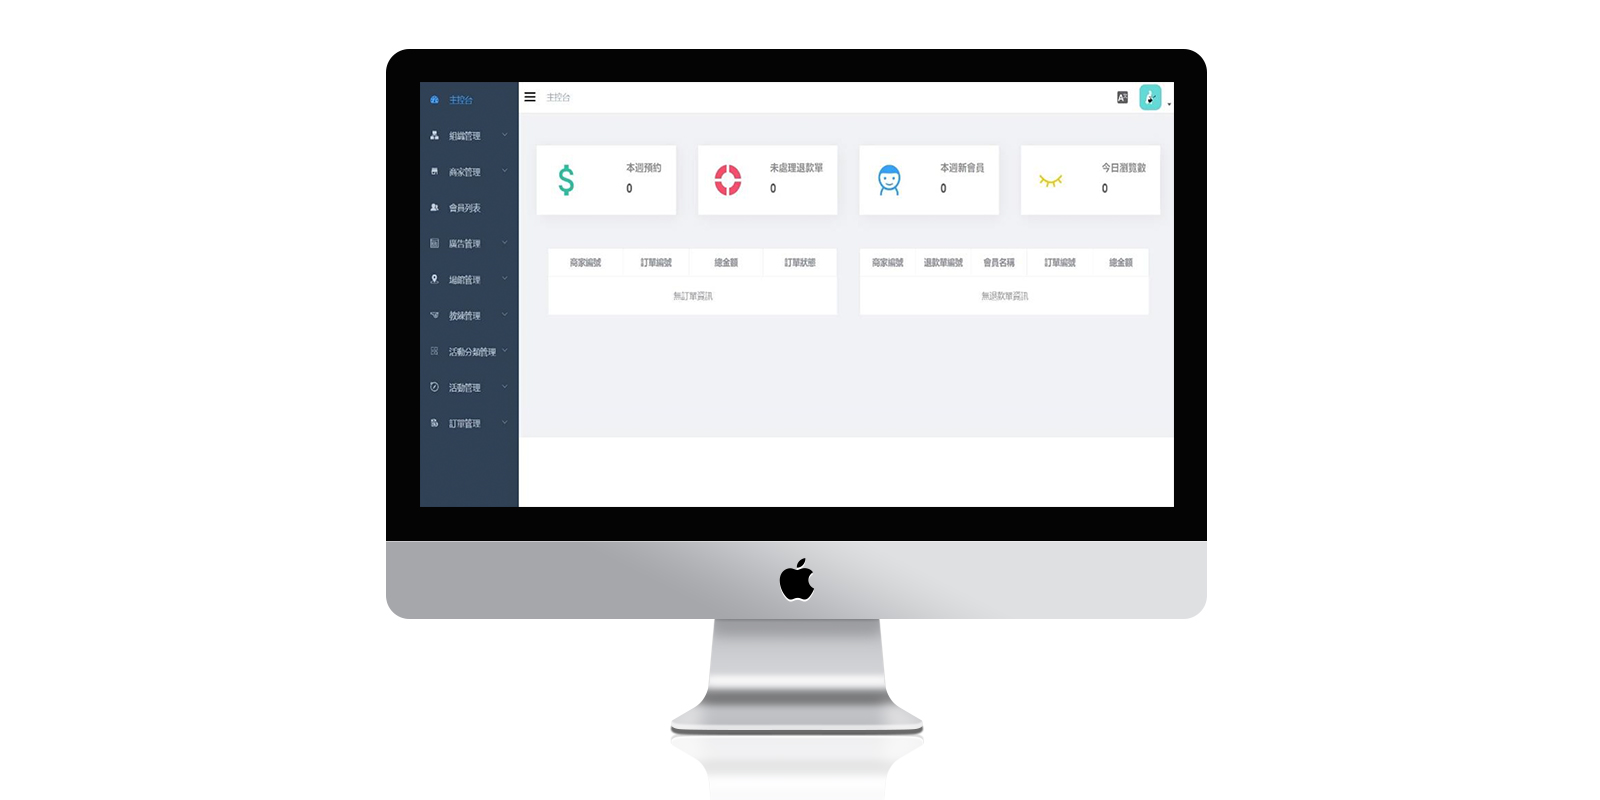 主控台
組織管理
商家管理
會員列表
廣告管理
場館管理
教練管理
活動分類管理
活動管理
訂單管理
主控台
本週預約
0
未處理退款單
0
本週新會員
0
今日瀏覽數
0
商家編號 訂單編號 總金額 訂單狀態
無訂單資訊
商家編號 退款單編號 會員名稱 訂單編號 總金額
無退款單資訊